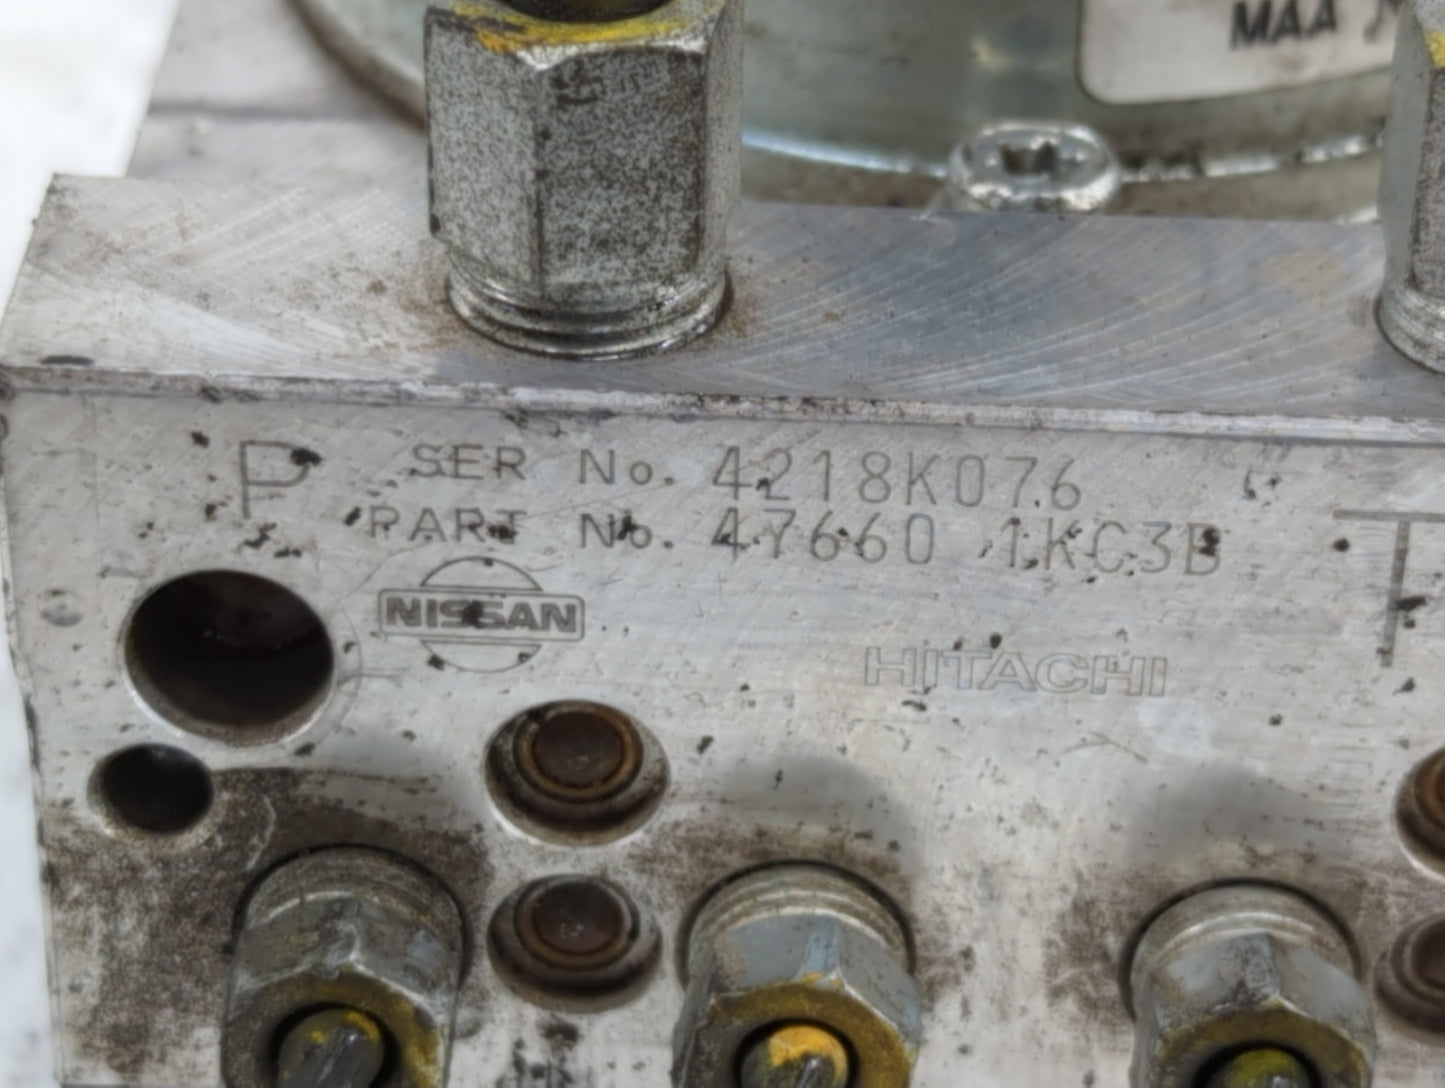 MAA
P
SER No. 4218K076
PART No. 47660 1KC3B
NISSAN
HITACHI